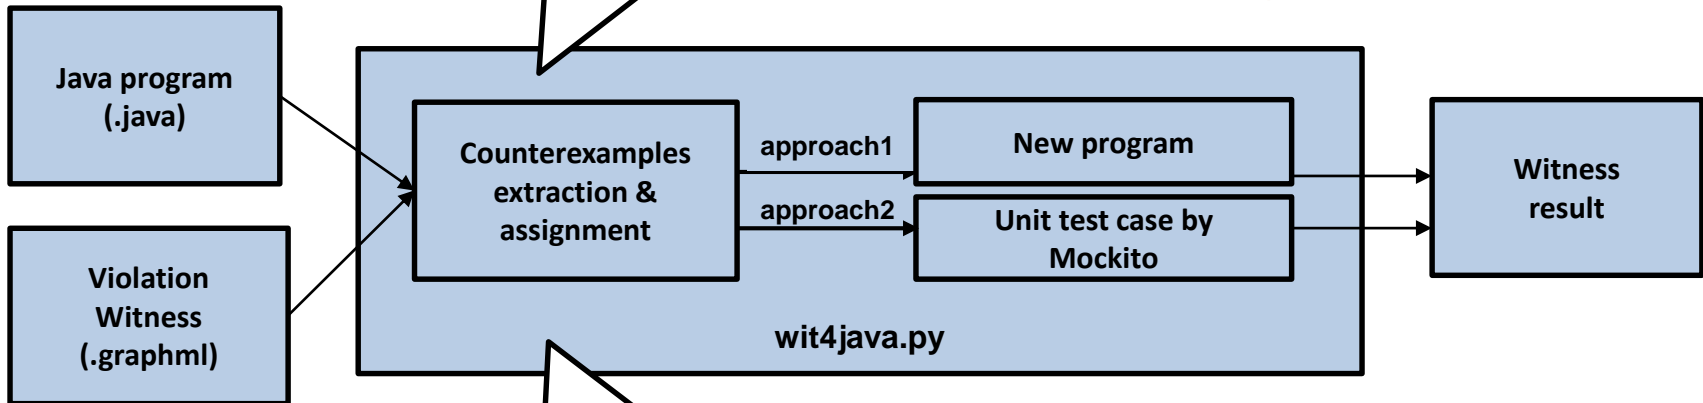 Java program
(.java)
Violation
Witness
(.graphml)
Counterexamples
extraction &
assignment
approach1
approach2
New program
Unit test case by
Mockito
wit4java.py
Witness
result